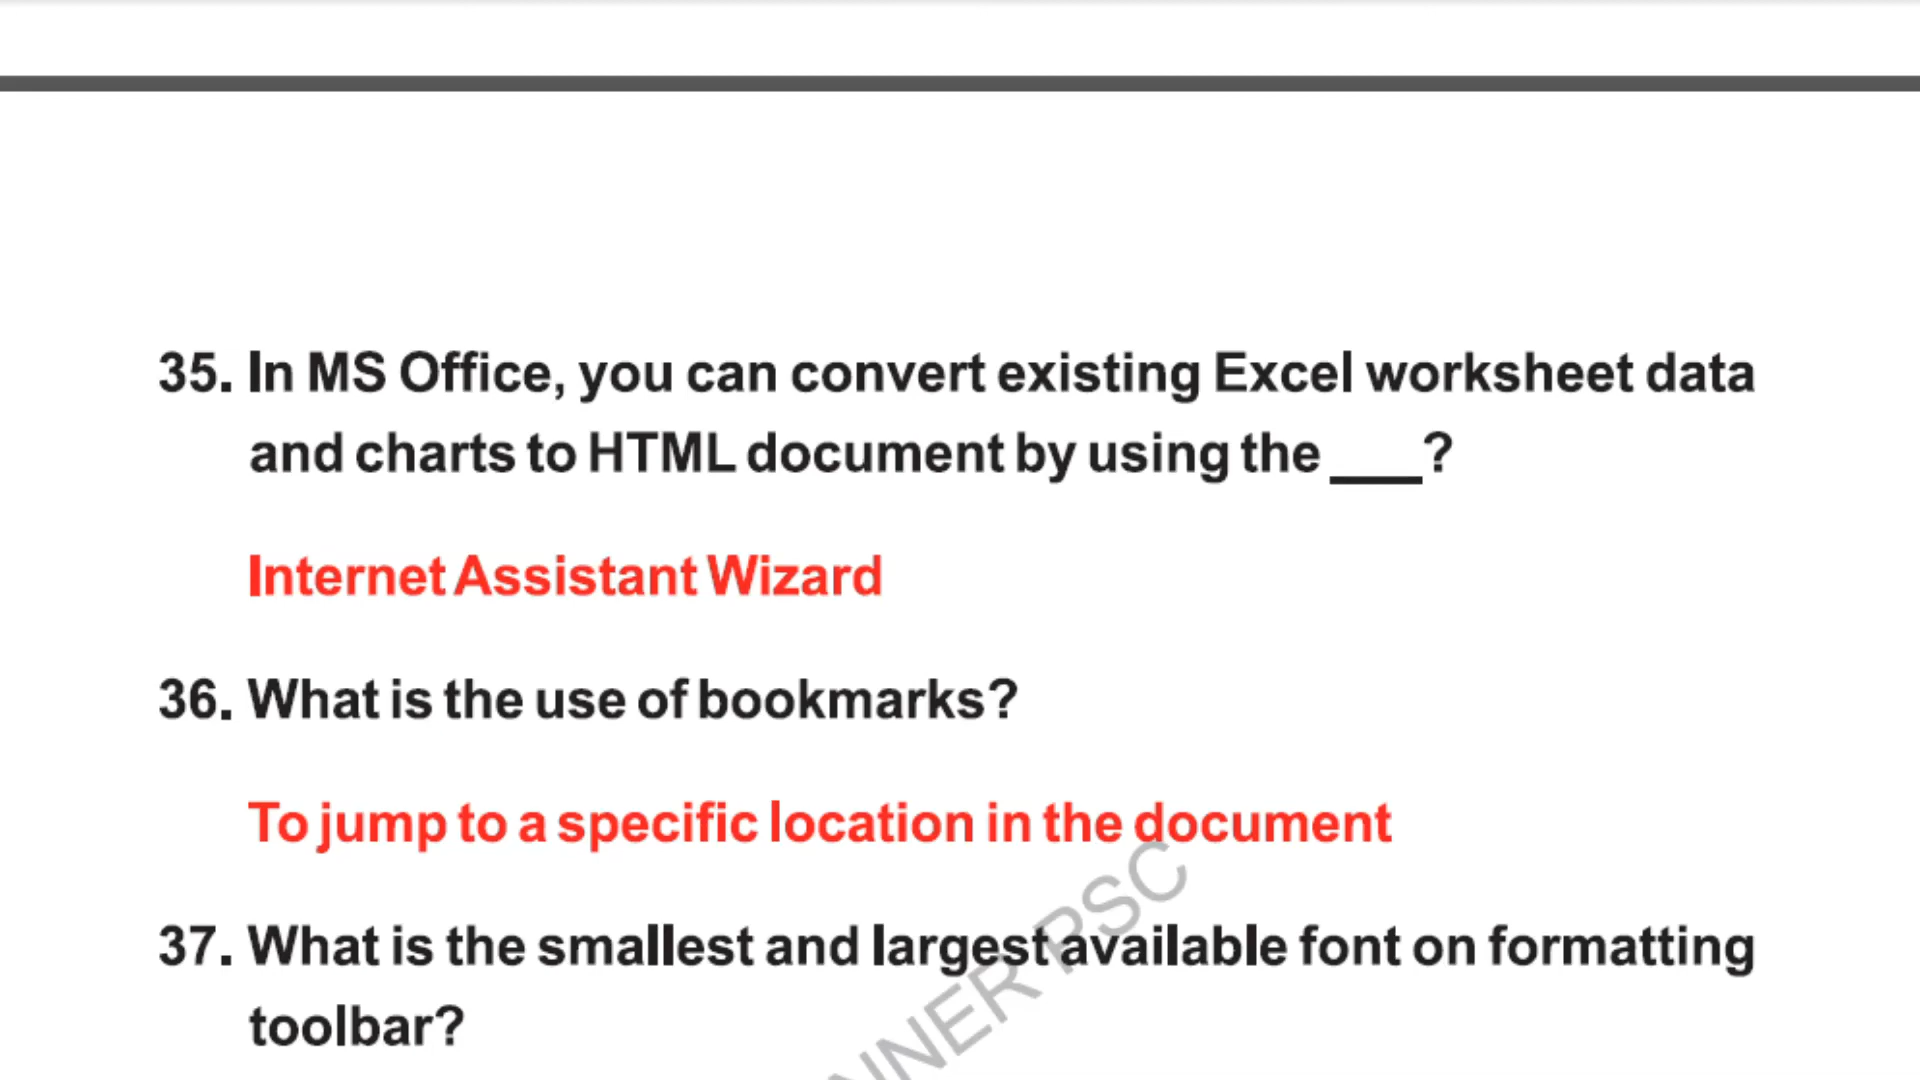 35. In MS Office, you can convert existing Excel worksheet data
and charts to HTML document by using the ___?
Internet Assistant Wizard
36. What is the use of bookmarks?
To jump to a specific location in the document
37. What is the smallest and largest available font on formatting
toolbar?
NNER PSC